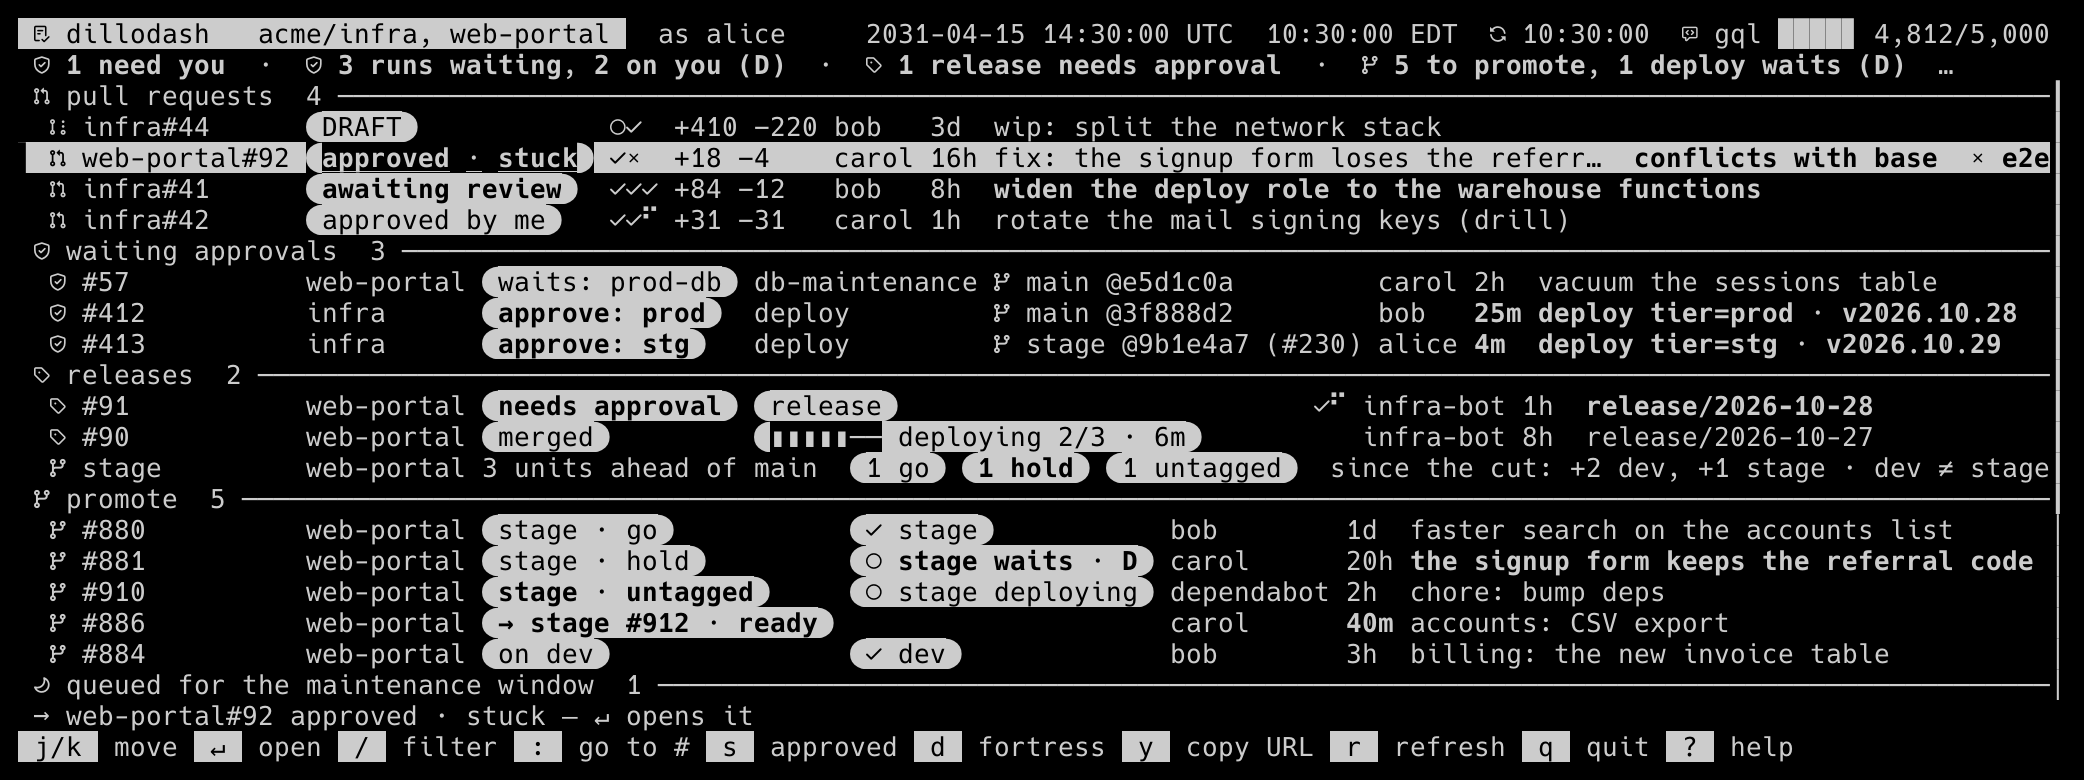 dillodash acme/infra, web-portal as alice 2031-04-15 14:30:00 UTC 10:30:00 EDT 10:30:00 gql 4,812/5,000
1 need you · 3 runs waiting, 2 on you (D) · 1 release needs approval · 5 to promote, 1 deploy waits (D) …
pull requests 4
infra#44 DRAFT ○✓ +410 −220 bob 3d wip: split the network stack
web-portal#92 approved · stuck ✓× +18 −4 carol 16h fix: the signup form loses the referr… conflicts with base × e2e
infra#41 awaiting review ✓✓✓ +84 −12 bob 8h widen the deploy role to the warehouse functions
infra#42 approved by me ✓✓ +31 −31 carol 1h rotate the mail signing keys (drill)
waiting approvals 3
#57 web-portal waits: prod-db db-maintenance main @e5d1c0a carol 2h vacuum the sessions table
#412 infra approve: prod deploy main @3f888d2 bob 25m deploy tier=prod · v2026.10.28
#413 infra approve: stg deploy stage @9b1e4a7 (#230) alice 4m deploy tier=stg · v2026.10.29
releases 2
#91 web-portal needs approval release ✓ infra-bot 1h release/2026-10-28
#90 web-portal merged deploying 2/3 · 6m infra-bot 8h release/2026-10-27
stage web-portal 3 units ahead of main 1 go 1 hold 1 untagged since the cut: +2 dev, +1 stage · dev ≠ stage
promote 5
#880 web-portal stage · go ✓ stage bob 1d faster search on the accounts list
#881 web-portal stage · hold ○ stage waits · D carol 20h the signup form keeps the referral code
#910 web-portal stage · untagged ○ stage deploying dependabot 2h chore: bump deps
#886 web-portal → stage #912 · ready carol 40m accounts: CSV export
#884 web-portal on dev ✓ dev bob 3h billing: the new invoice table
queued for the maintenance window 1
→ web-portal#92 approved · stuck — ↵ opens it
j/k move ↵ open / filter : go to # s approved d fortress y copy URL r refresh q quit ? help